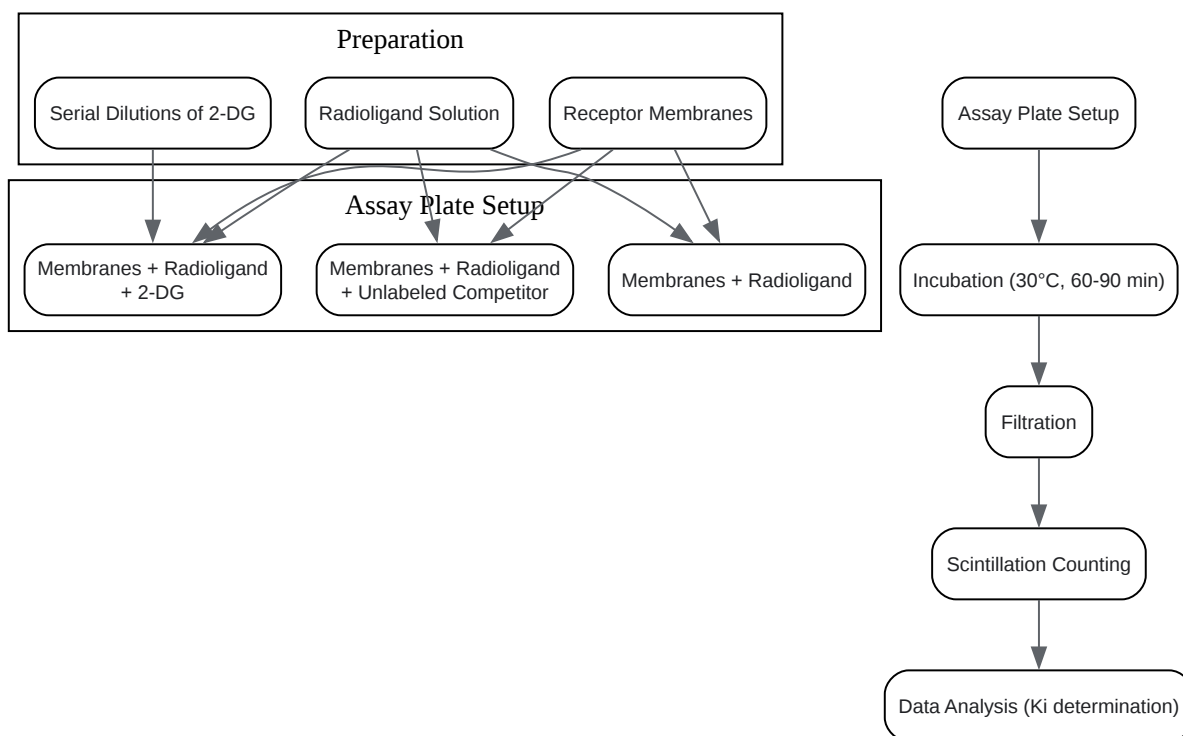 Preparation
Serial Dilutions of 2-DG
Radioligand Solution
Receptor Membranes
Assay Plate Setup
Membranes + Radioligand
+ 2-DG
Membranes + Radioligand
+ Unlabeled Competitor
Membranes + Radioligand
Assay Plate Setup
Incubation (30°C, 60-90 min)
Filtration
Scintillation Counting
Data Analysis (Ki determination)